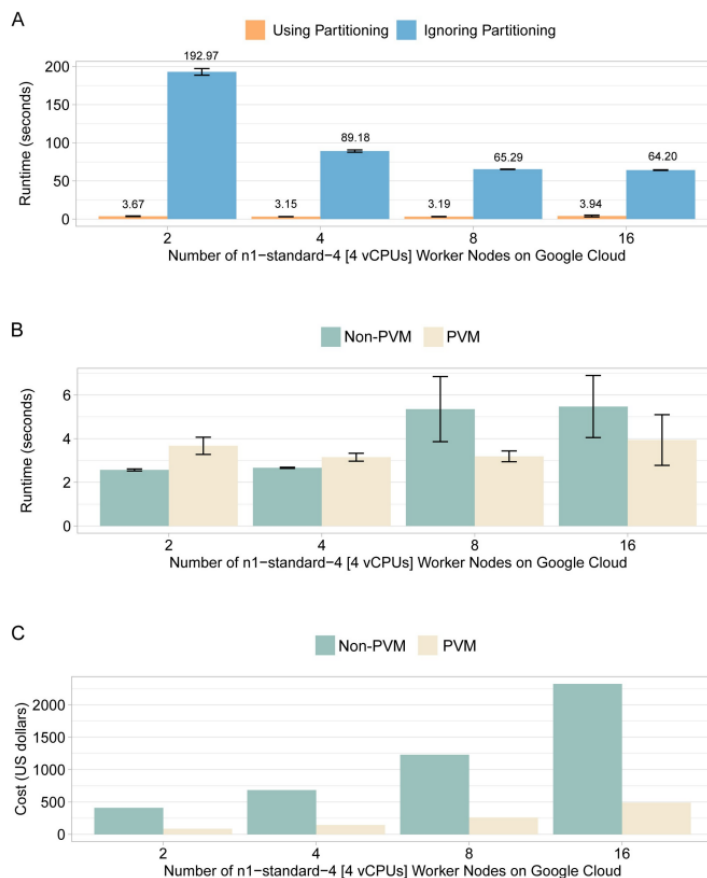 A
Using Partitioning Ignoring Partitioning
192.97
200
150
100
50
0
Runtime (seconds)
89.18
65.29
64.20
3.67
3.15
3.19
3.94
2 4 8 16
Number of n1−standard−4 [4 vCPUs] Worker Nodes on Google Cloud
B
Non-PVM PVM
6
4
2
0
Runtime (seconds)
2 4 8 16
Number of n1−standard−4 [4 vCPUs] Worker Nodes on Google Cloud
C
Non-PVM PVM
2000
1500
1000
500
0
Cost (US dollars)
2 4 8 16
Number of n1−standard−4 [4 vCPUs] Worker Nodes on Google Cloud